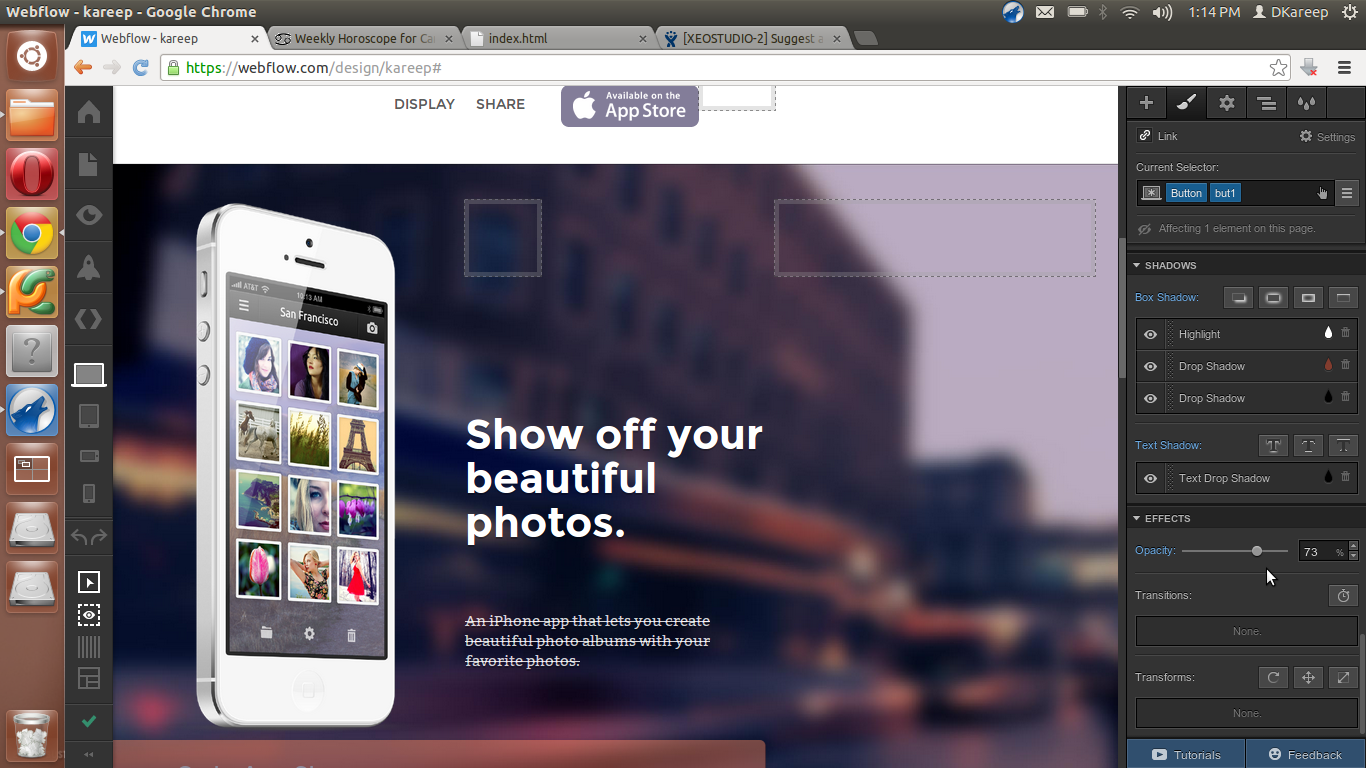 Webflow - kareep - Google Chrome
1:14 PM
DKareep
Webflow - kareep
Weekly Horoscope for Ca
index.html
[XEOSTUDIO-2] Suggest a
https://webflow.com/design/kareep#
DISPLAY SHARE
Available on the
App Store
AT&T
10:13 AM
San Francisco
Show off your
beautiful
photos.
An iPhone app that lets you create
beautiful photo albums with your
favorite photos.
Link
Settings
Current Selector:
Button but1
Affecting 1 element on this page.
SHADOWS
Box Shadow:
Highlight
Drop Shadow
Drop Shadow
Text Shadow:
T T T
Text Drop Shadow
EFFECTS
Opacity: 73 %
Transitions:
None.
Transforms:
None.
Tutorials
Feedback